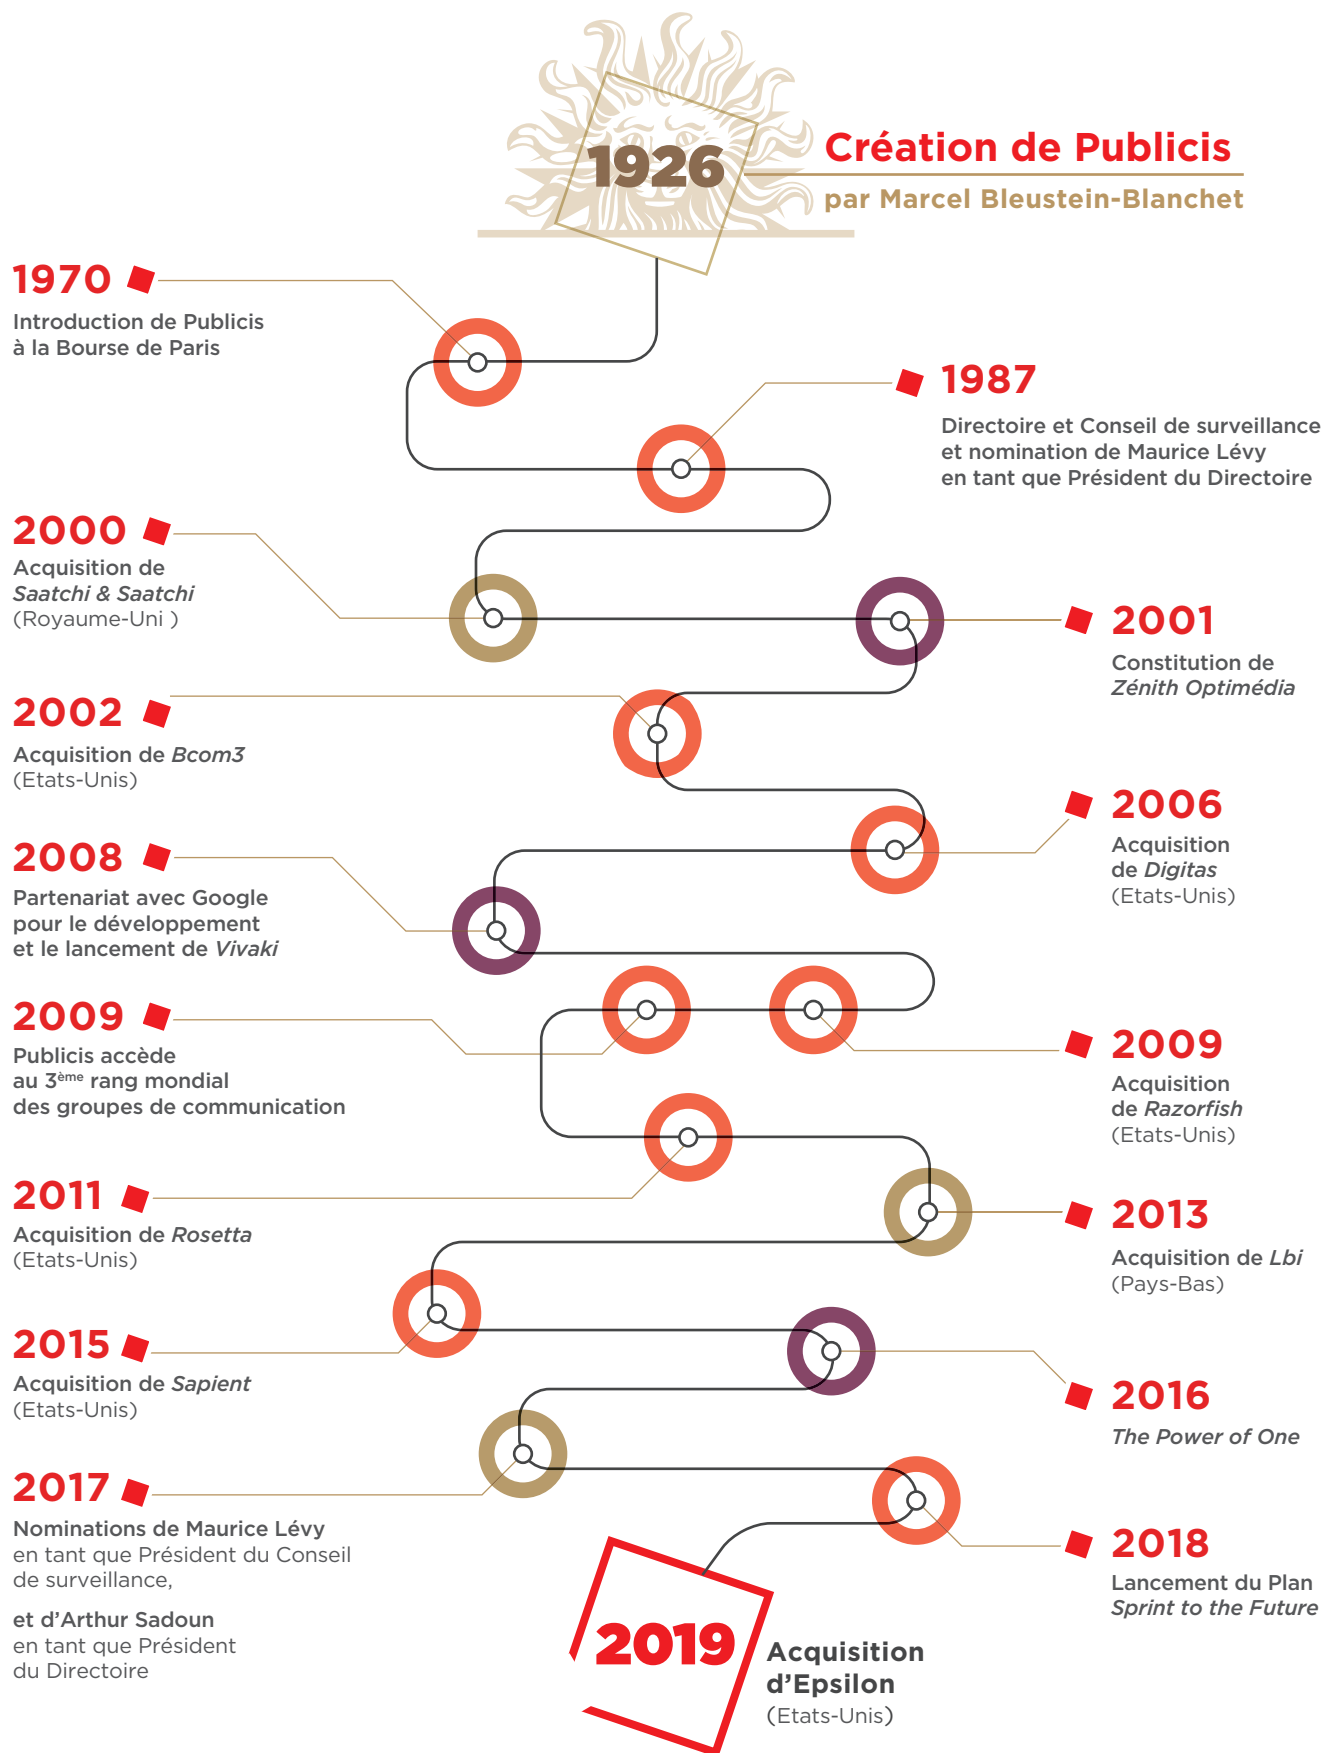 1926
Création de Publicis
par Marcel Bleustein-Blanchet
1970
Introduction de Publicis
à la Bourse de Paris
1987
Directoire et Conseil de surveillance
et nomination de Maurice Lévy
en tant que Président du Directoire
2000
Acquisition de
Saatchi & Saatchi
(Royaume-Uni )
2001
Constitution de
Zénith Optimédia
2002
Acquisition de Bcom3
(Etats-Unis)
2006
Acquisition
de Digitas
(Etats-Unis)
2008
Partenariat avec Google
pour le développement
et le lancement de Vivaki
2009
Publicis accède
au 3ème rang mondial
des groupes de communication
2009
Acquisition
de Razorfish
(Etats-Unis)
2011
Acquisition de Rosetta
(Etats-Unis)
2013
Acquisition de Lbi
(Pays-Bas)
2015
Acquisition de Sapient
(Etats-Unis)
2016
The Power of One
2017
Nominations de Maurice Lévy
en tant que Président du Conseil
de surveillance,
et d’Arthur Sadoun
en tant que Président
du Directoire
2018
Lancement du Plan
Sprint to the Future
2019
Acquisition
d’Epsilon
(Etats-Unis)